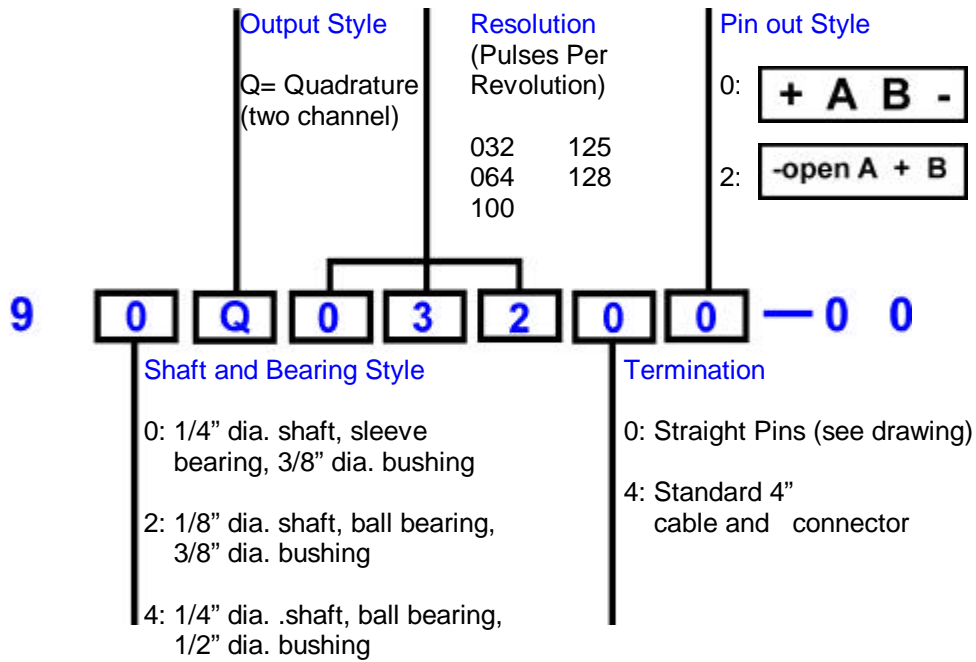 Output Style
Q= Quadrature
(two channel)
Resolution
(Pulses Per
Revolution)
032 125
064 128
100
Pin out Style
0: + A B -
2: -open A + B
9 0 Q 0 3 2 0 0 — 0 0
Shaft and Bearing Style
0: 1/4” dia. shaft, sleeve
bearing, 3/8” dia. bushing
2: 1/8” dia. shaft, ball bearing,
3/8” dia. bushing
4: 1/4” dia. .shaft, ball bearing,
1/2” dia. bushing
Termination
0: Straight Pins (see drawing)
4: Standard 4”
cable and connector